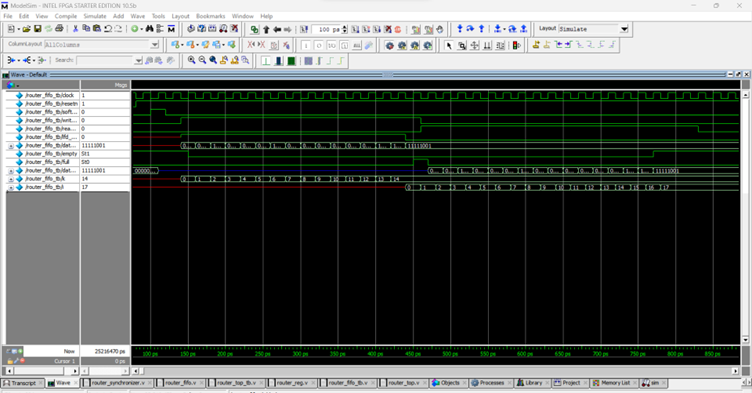 ModelSim - INTEL FPGA STARTER EDITION 10.5b
File Edit View Compile Simulate Add Wave Tools Layout Bookmarks Window Help
100 ps
Layout Simulate
ColumnLayout AllColumns
Search:
Wave - Default
Msgs
/router_fifo_tb/clock 1
/router_fifo_tb/resetn 1
/router_fifo_tb/soft... 0
/router_fifo_tb/writ... 0
/router_fifo_tb/rea... 0
/router_fifo_tb/lfd_... 0
/router_fifo_tb/dat... 11111001 11111001
/router_fifo_tb/empty St1
/router_fifo_tb/full St0
/router_fifo_tb/dat... 11111001 00000... 11111001
/router_fifo_tb/k 14 0 1 2 3 4 5 6 7 8 9 10 11 12 13 14
/router_fifo_tb/i 17 0 1 2 3 4 5 6 7 8 9 10 11 12 13 14 15 16 17
Now 25216470 ps 100 ps 150 ps 200 ps 250 ps 300 ps 350 ps 400 ps 450 ps 500 ps 550 ps 600 ps 650 ps 700 ps 750 ps 800 ps 850 ps
Cursor 1 0 ps
Transcript Wave router_synchronizer.v router_fifo.v router_top_tb.v router_reg.v router_fifo_tb.v router_top.v Objects Processes Library Project Memory List sim